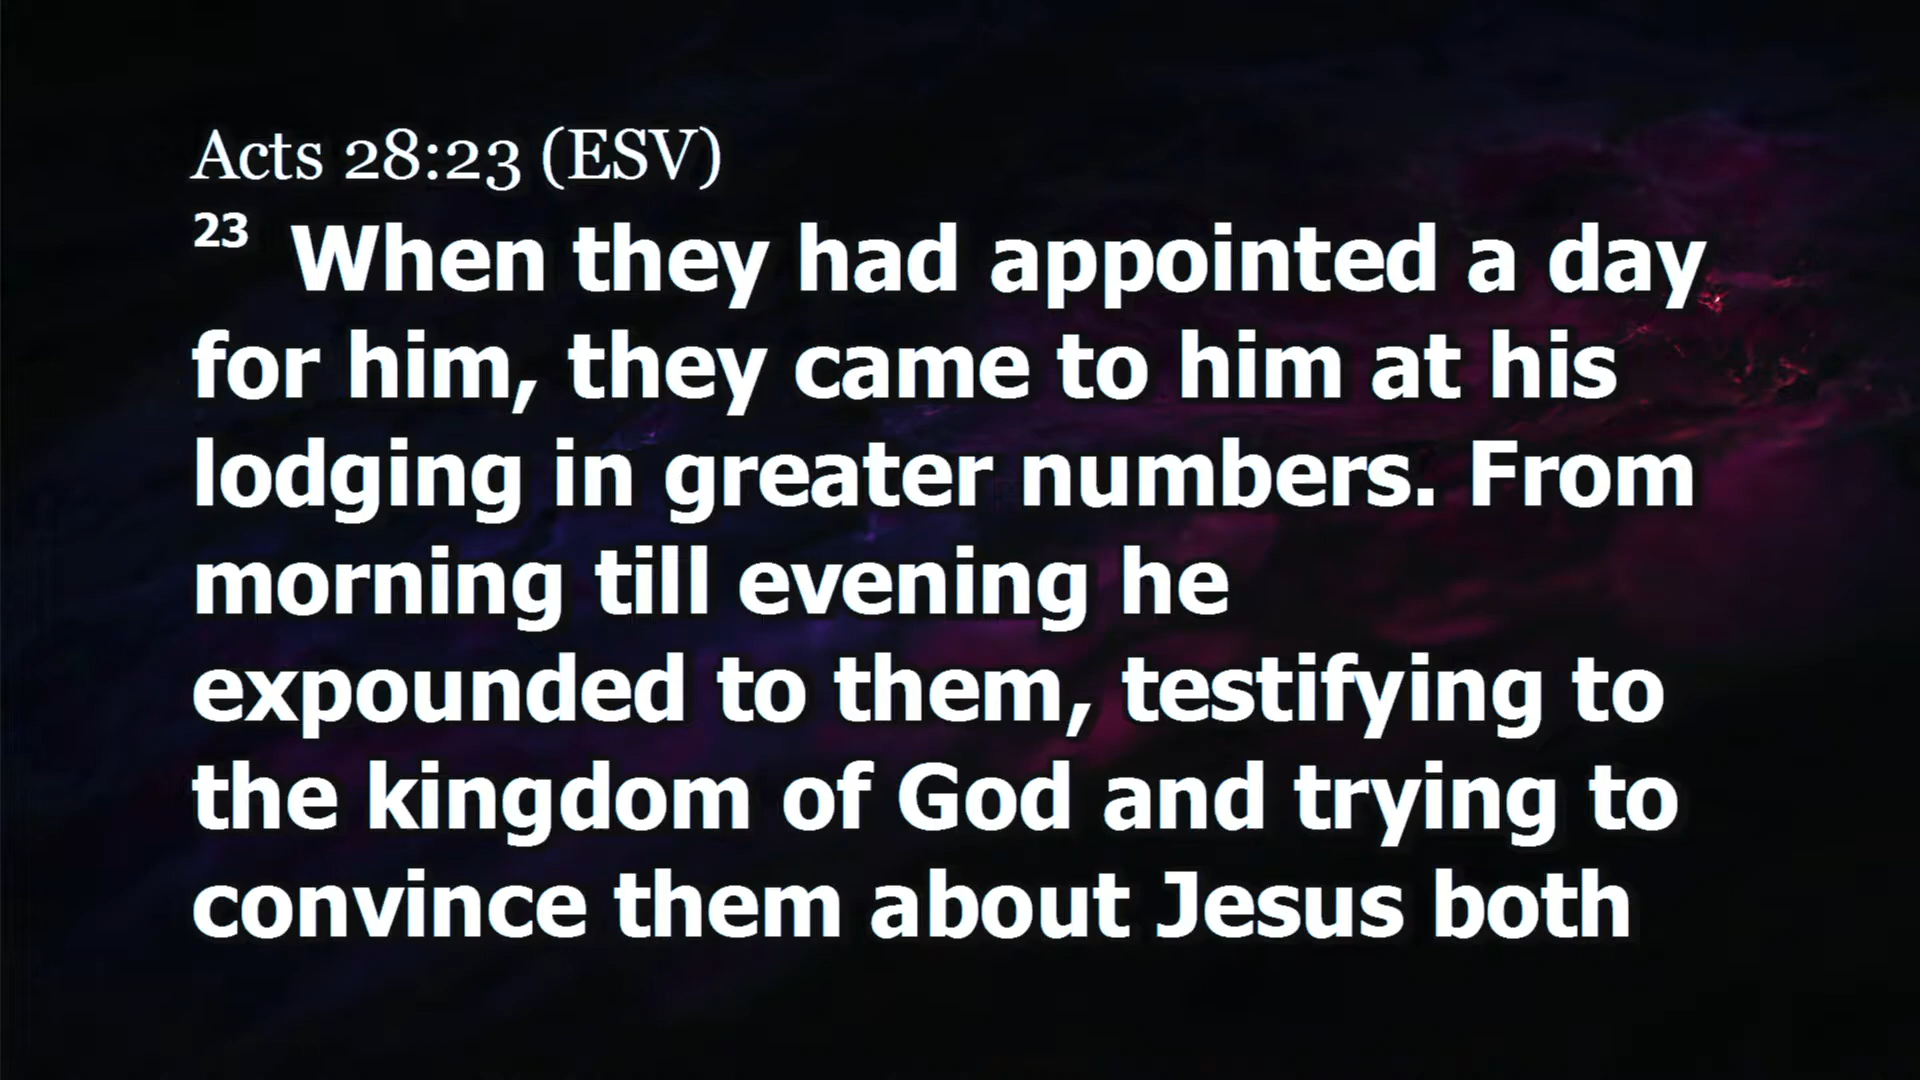 Acts 28:23 (ESV)
23 When they had appointed a day
for him, they came to him at his
lodging in greater numbers. From
morning till evening he
expounded to them, testifying to
the kingdom of God and trying to
convince them about Jesus both